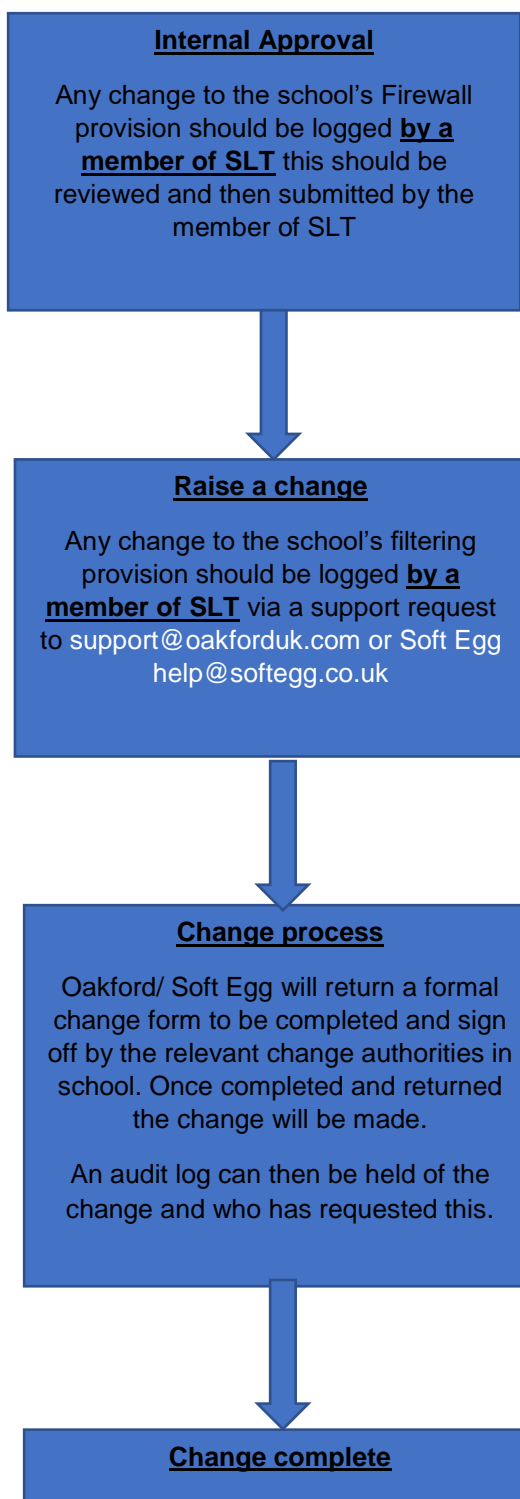 Internal Approval
Any change to the school's Firewall
provision should be logged by a
member of SLT this should be
reviewed and then submitted by the
member of SLT
Raise a change
Any change to the school's filtering
provision should be logged by a
member of SLT via a support request
to support@oakforduk.com or Soft Egg
help@softegg.co.uk
Change process
Oakford/ Soft Egg will return a formal
change form to be completed and sign
off by the relevant change authorities in
school. Once completed and returned
the change will be made.
An audit log can then be held of the
change and who has requested this.
Change complete